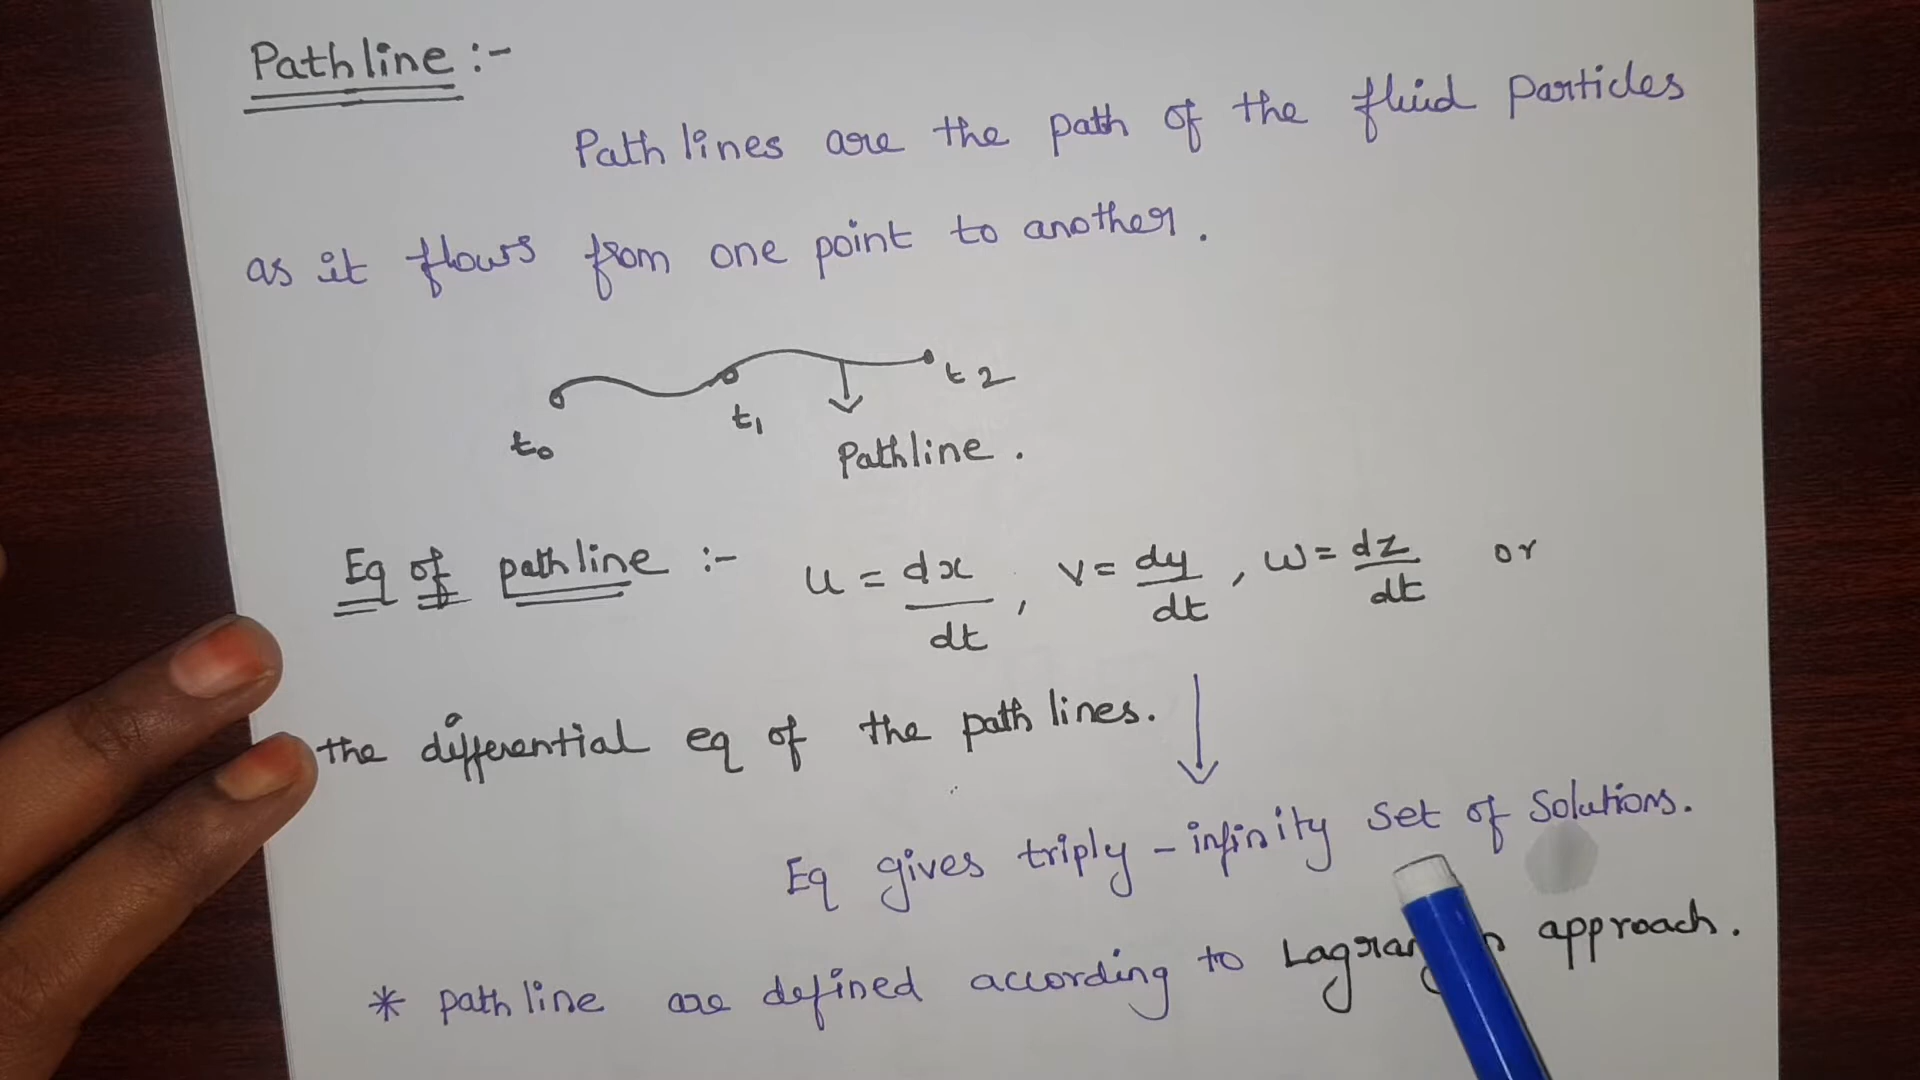 Pathline :-
Path lines are the path of the fluid particles
as it flows from one point to another.
t0 t1 t2
Pathline.
Eq of pathline :- u = dx/dt, v = dy/dt, w = dz/dt or
the differential eq of the path lines.
Eq gives triply - infinity set of solutions.
* path line are defined according to approach.